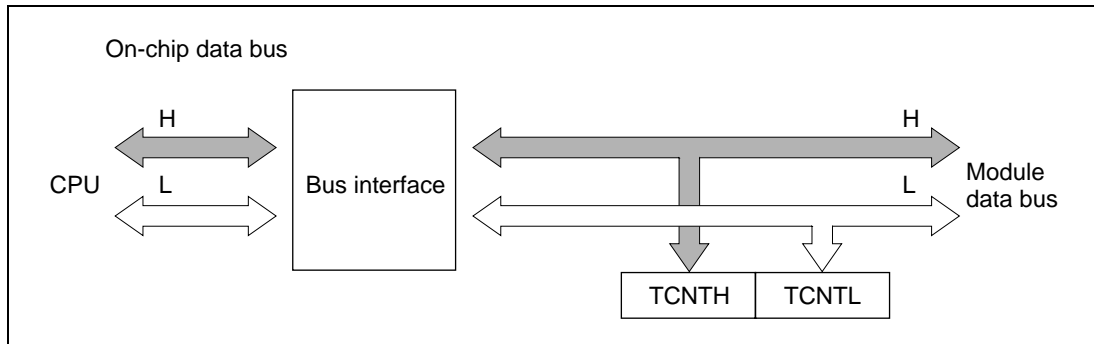 On-chip data bus
H
H
CPU
L
Bus interface
L
Module
data bus
TCNTH
TCNTL